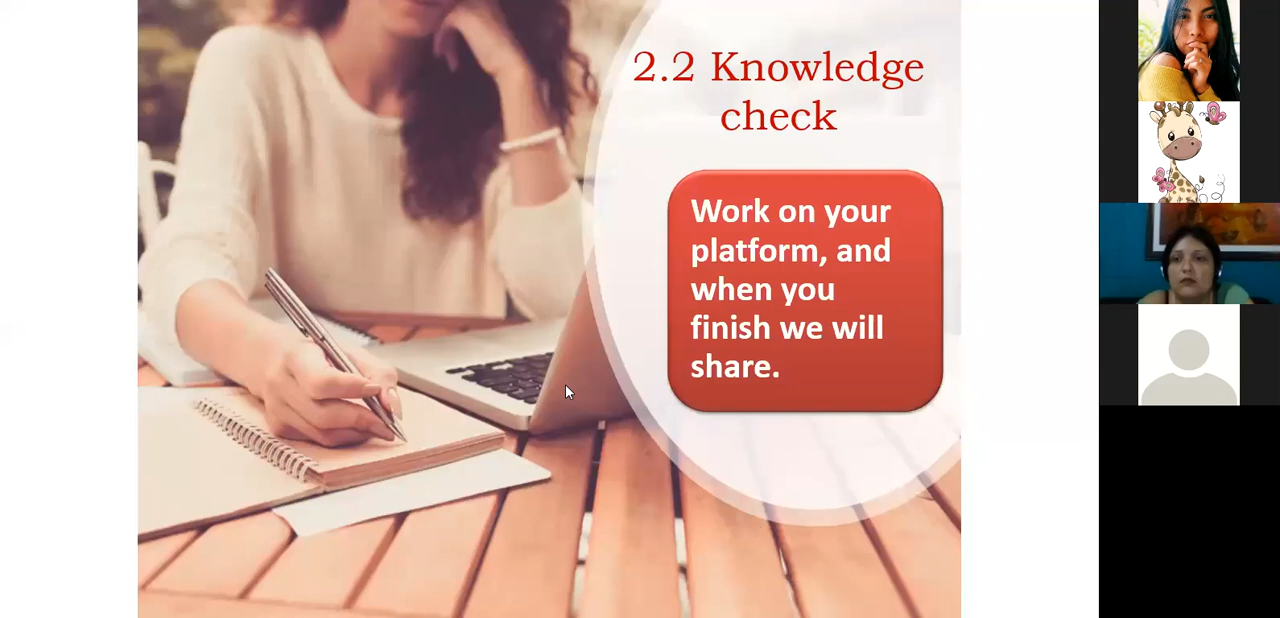 2.2 Knowledge
check
Work on your
platform, and
when you
finish we will
share.